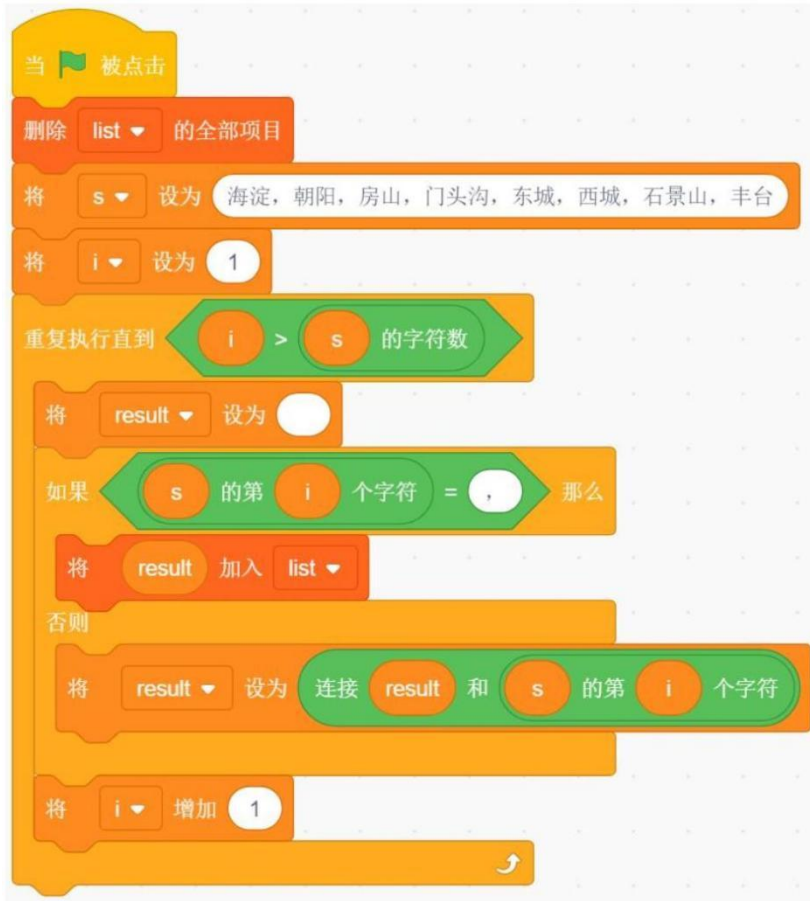 当 被点击
删除 list 的全部项目
将 s 设为 海淀，朝阳，房山，门头沟，东城，西城，石景山，丰台
将 i 设为 1
重复执行直到 i > s 的字符数
将 result 设为
如果 s 的第 i 个字符 = ， 那么
将 result 加入 list
否则
将 result 设为 连接 result 和 s 的第 i 个字符
将 i 增加 1